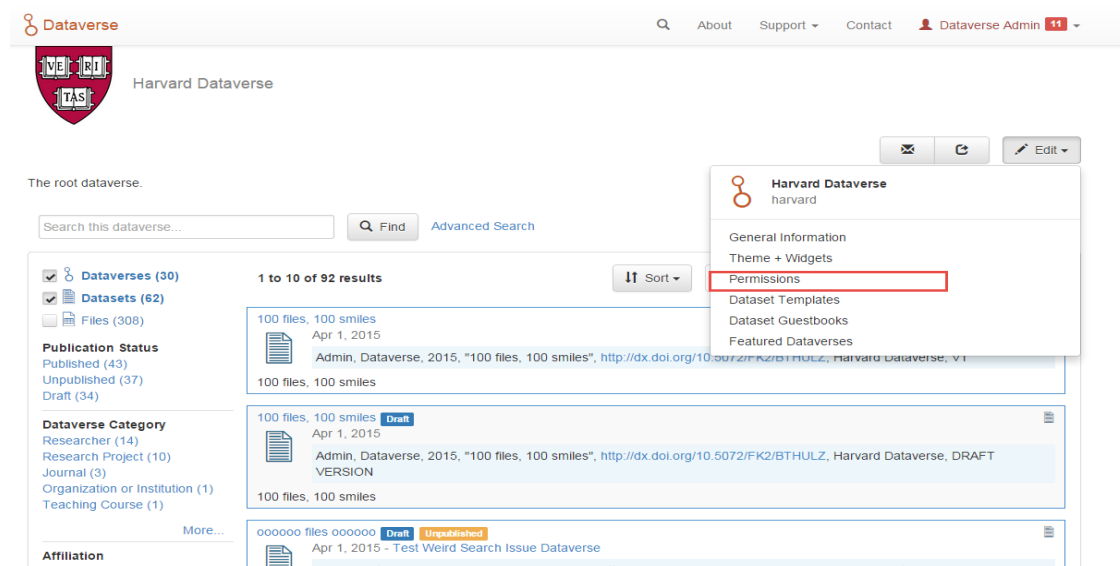 Dataverse
About Support Contact Dataverse Admin 11
VE RI
TAS
Harvard Dataverse
Edit
The root dataverse.
Harvard Dataverse
harvard
General Information
Theme + Widgets
Permissions
Dataset Templates
Dataset Guestbooks
Featured Dataverses
Search this dataverse...
Find
Advanced Search
Dataverses (30)
Datasets (62)
Files (308)
Publication Status
Published (43)
Unpublished (37)
Draft (34)
Dataverse Category
Researcher (14)
Research Project (10)
Journal (3)
Organization or Institution (1)
Teaching Course (1)
More...
Affiliation
1 to 10 of 92 results
Sort
100 files, 100 smiles
Apr 1, 2015
Admin, Dataverse, 2015, "100 files, 100 smiles", http://dx.doi.org/10.5072/FK2/BTHULZ, Harvard Dataverse, V1
100 files, 100 smiles
100 files, 100 smiles Draft
Apr 1, 2015
Admin, Dataverse, 2015, "100 files, 100 smiles", http://dx.doi.org/10.5072/FK2/BTHULZ, Harvard Dataverse, DRAFT
VERSION
100 files, 100 smiles
oooooo files oooooo Draft Unpublished
Apr 1, 2015 - Test Weird Search Issue Dataverse